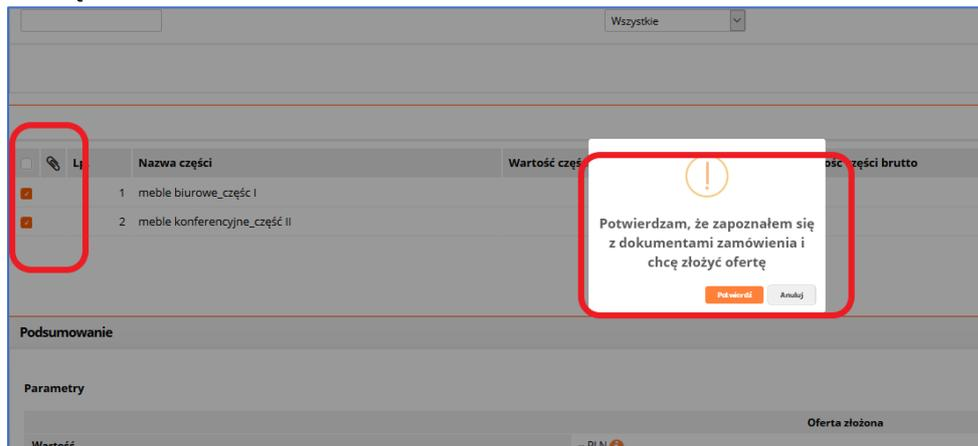 Wszystkie
Lp
Nazwa części
Wartość częś
ość części brutto
1 meble biurowe_częśc I
2 meble konferencyjne_część II
Potwierdzam, że zapoznałem się
z dokumentami zamówienia i
chcę złożyć ofertę
Potwierdź
Anuluj
Podsumowanie
Parametry
Oferta złożona
Wartość
– PLN